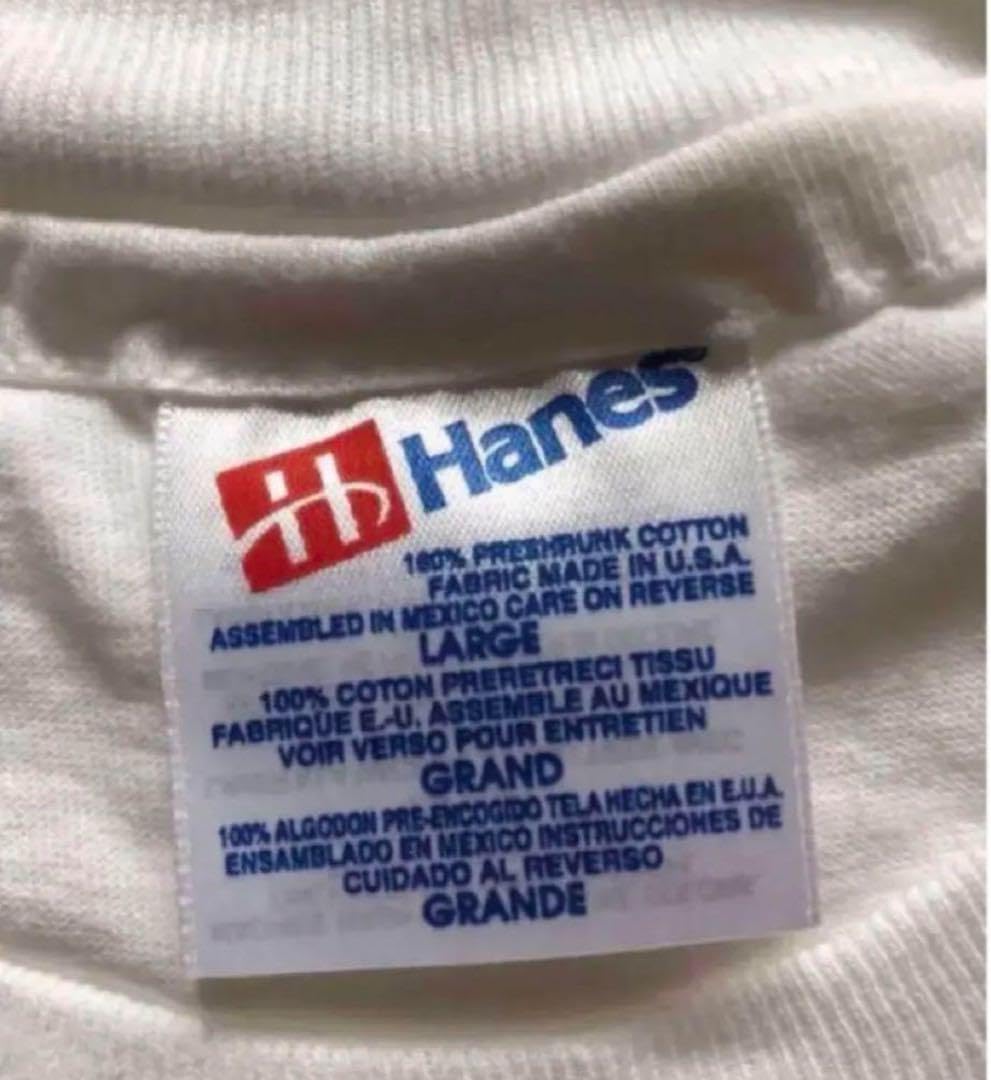 Hanes
100% PRESHRUNK COTTON
FABRIC MADE IN U.S.A.
ASSEMBLED IN MEXICO CARE ON REVERSE
LARGE
100% COTON PRERETRECI TISSU
FABRIQUE E.-U. ASSEMBLE AU MEXIQUE
VOIR VERSO POUR ENTRETIEN
GRAND
100% ALGODON PRE-ENCOGIDO TELA HECHA EN E.U.A.
ENSAMBLADO EN MEXICO INSTRUCCIONES DE
CUIDADO AL REVERSO
GRANDE